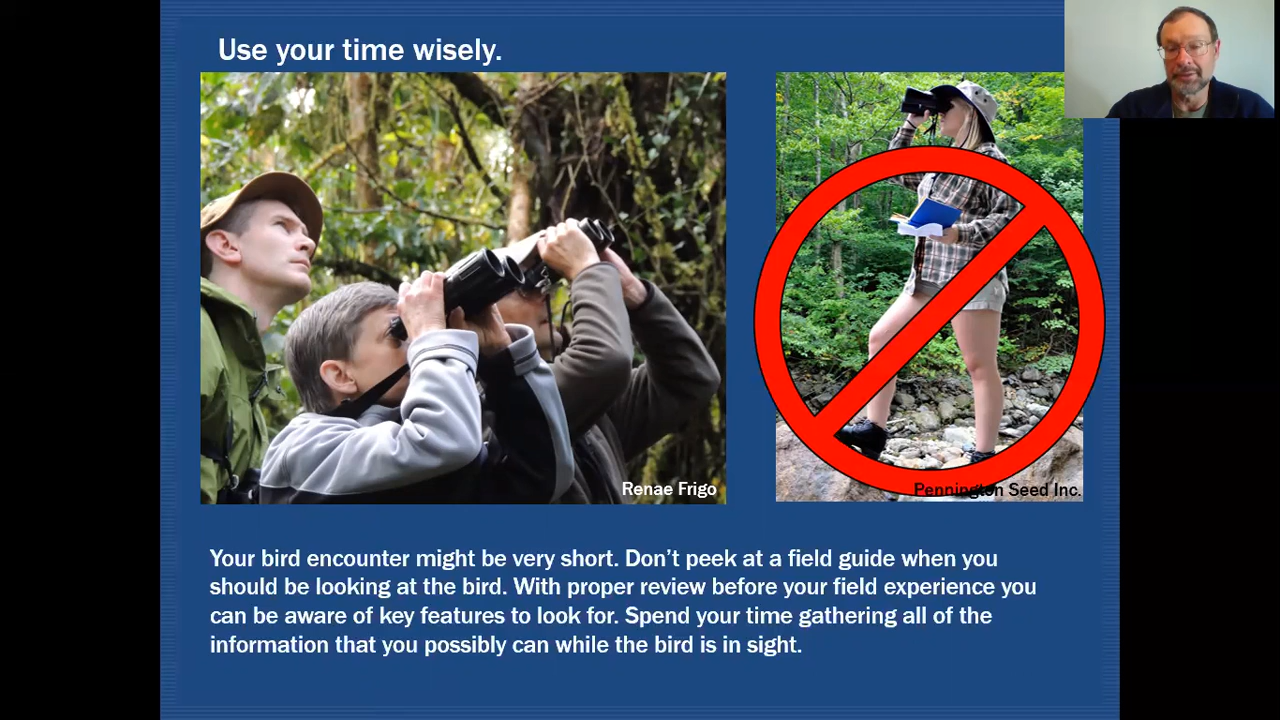 Use your time wisely.
Renae Frigo
Pennington Seed Inc.
Your bird encounter might be very short. Don't peek at a field guide when you
should be looking at the bird. With proper review before your field experience you
can be aware of key features to look for. Spend your time gathering all of the
information that you possibly can while the bird is in sight.